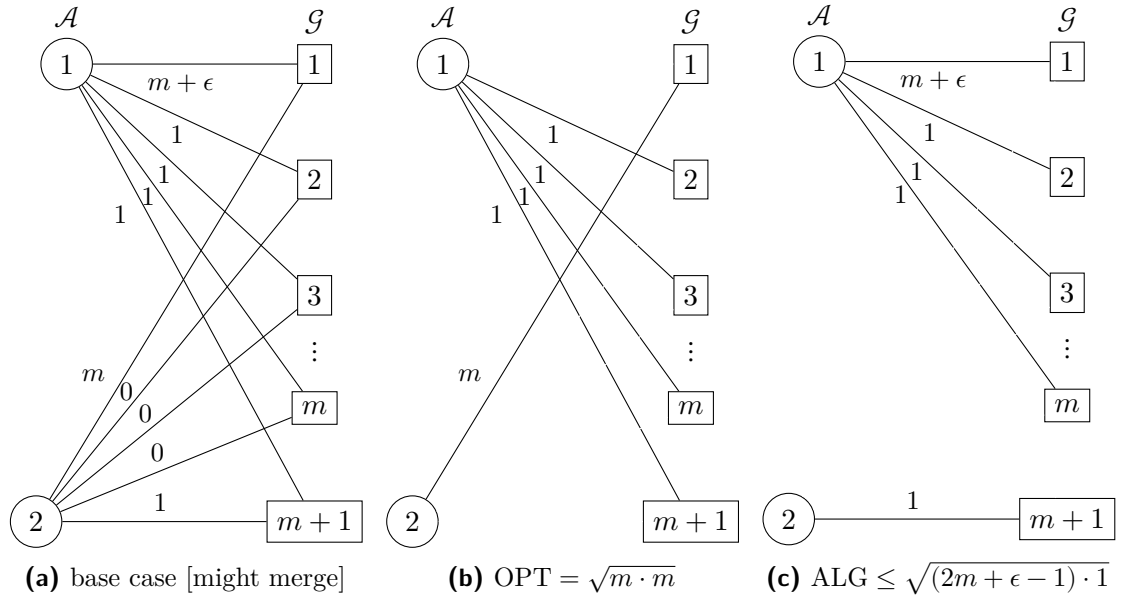 𝒜 𝒢
1 1
m + ϵ
1 2
1
1
1 3
⋮
m
0 m
0
0
2 1 m + 1
(a) base case [might merge]
𝒜 𝒢
1 1
1 2
1
1
1 3
⋮
m m
2 m + 1
(b) OPT = √(m · m)
𝒜 𝒢
1 1
m + ϵ
1 2
1
1
3
⋮
m
2 1 m + 1
(c) ALG ≤ √((2m + ϵ − 1) · 1)